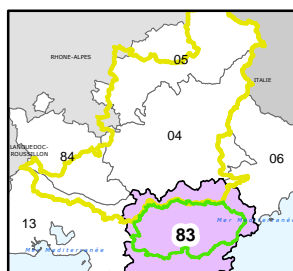 05
RHONE-ALPES
ITALIE
04
LANGUEDOC-
ROUSSILLON
84
06
13
Mer Méditerranée
83
Mer Méditerranée